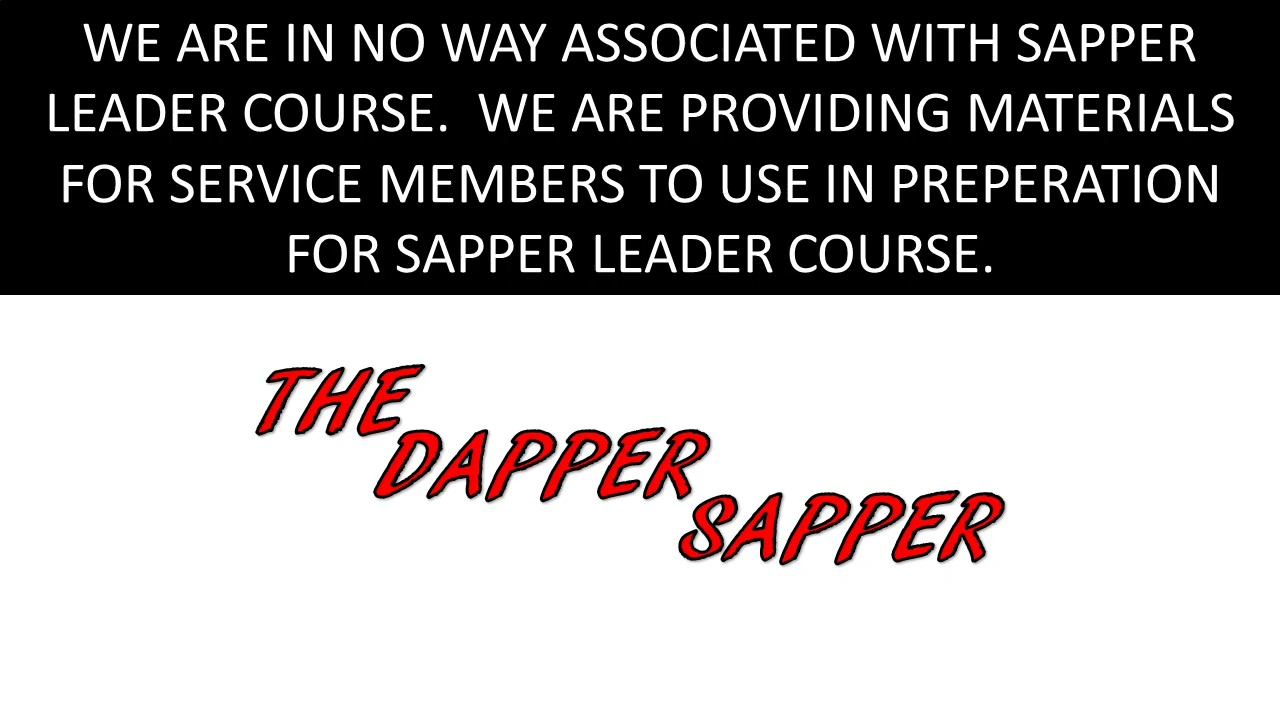 WE ARE IN NO WAY ASSOCIATED WITH SAPPER
LEADER COURSE.  WE ARE PROVIDING MATERIALS
FOR SERVICE MEMBERS TO USE IN PREPERATION
FOR SAPPER LEADER COURSE.
THE
DAPPER
SAPPER